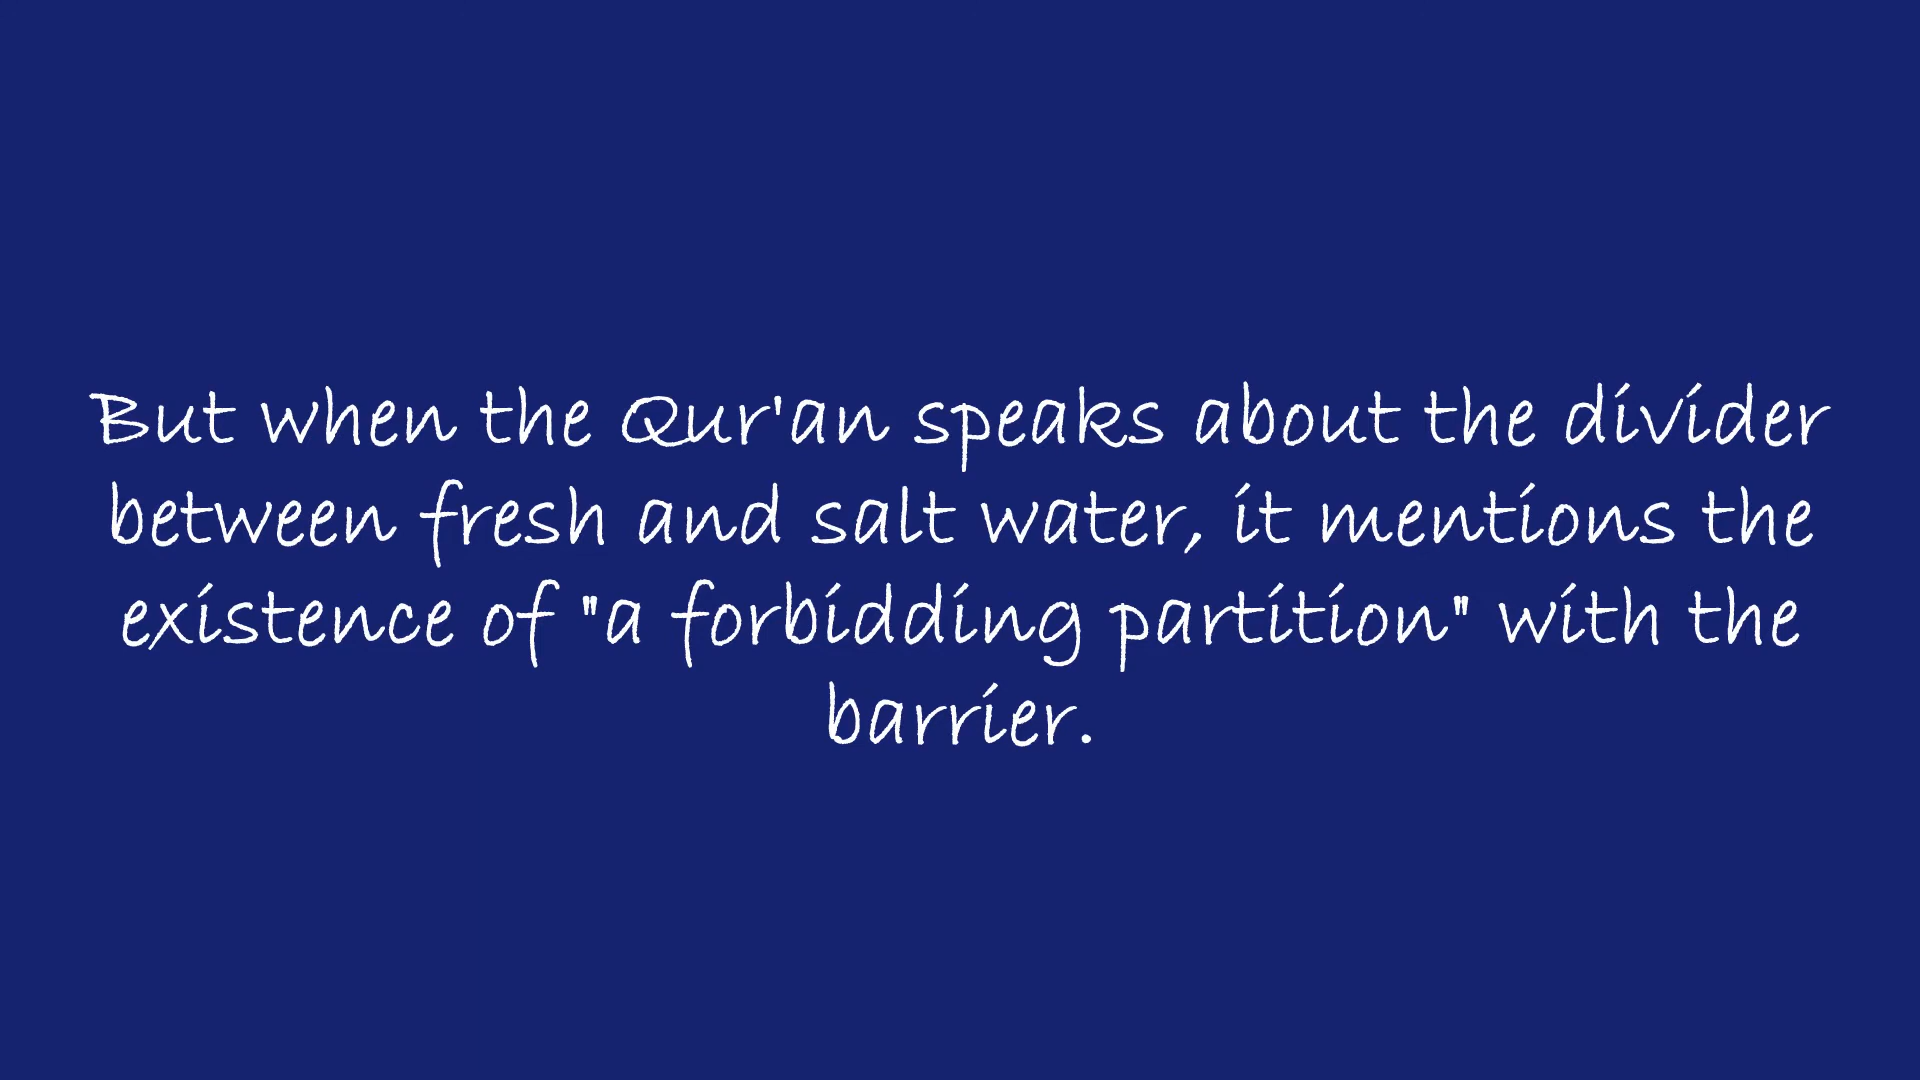 But when the Qur'an speaks about the divider
between fresh and salt water, it mentions the
existence of "a forbidding partition" with the
barrier.